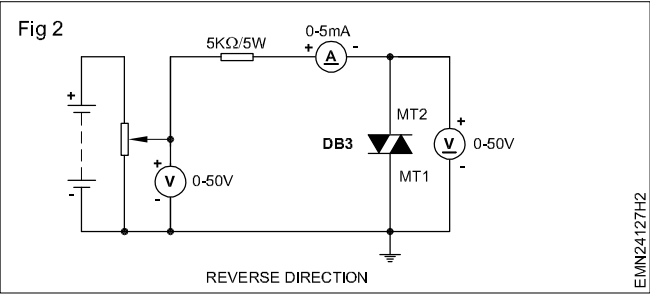 Fig 2
0-5mA
5KΩ/5W
+ A -
+
+
MT2
DB3
V 0-50V
+
V 0-50V
MT1
-
-
-
REVERSE DIRECTION
EMN24127H2